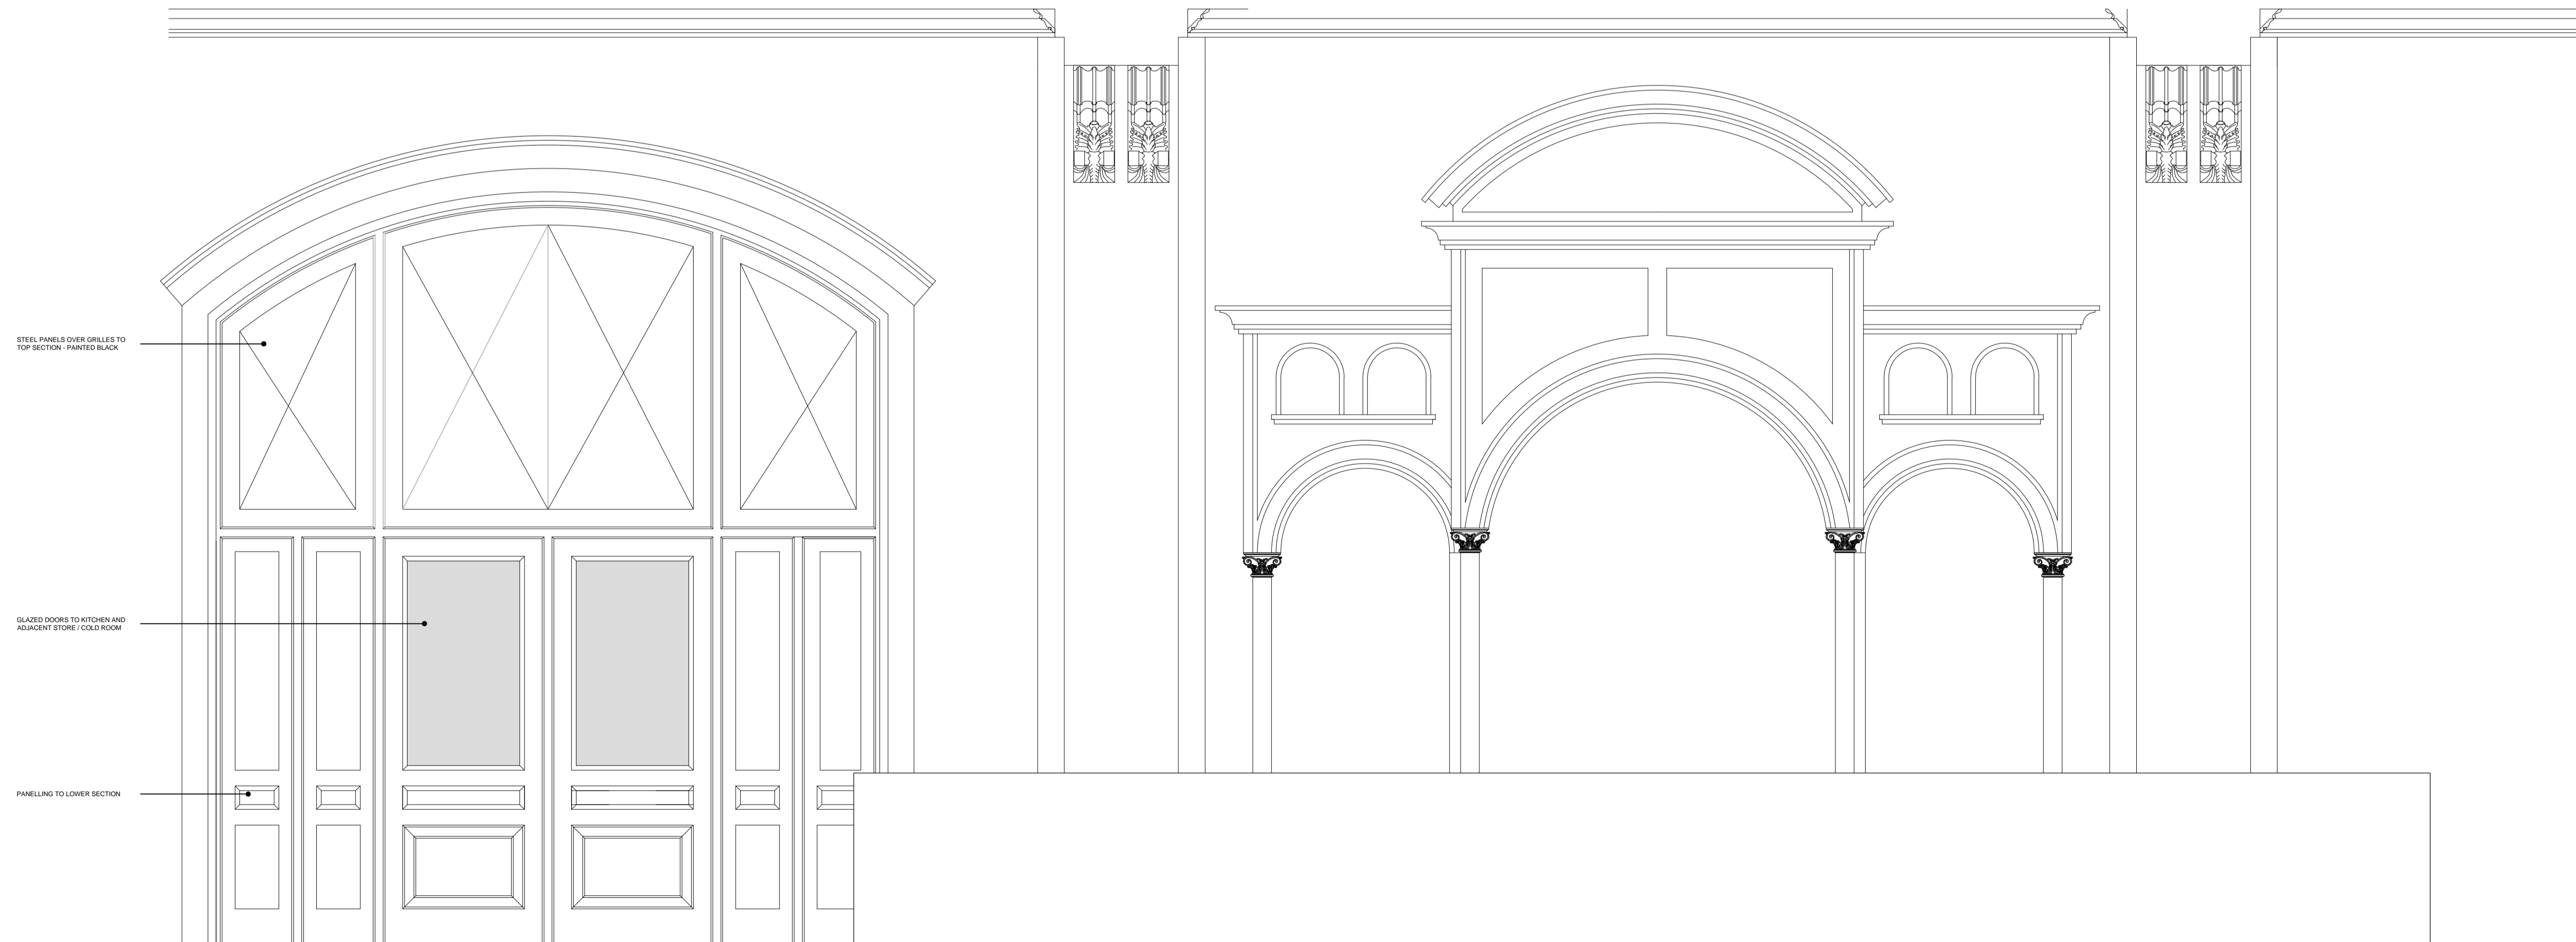 STEEL PANELS OVER GRILLES TO
TOP SECTION - PAINTED BLACK
GLAZED DOORS TO KITCHEN AND
ADJACENT STORE / COLD ROOM
PANELLING TO LOWER SECTION